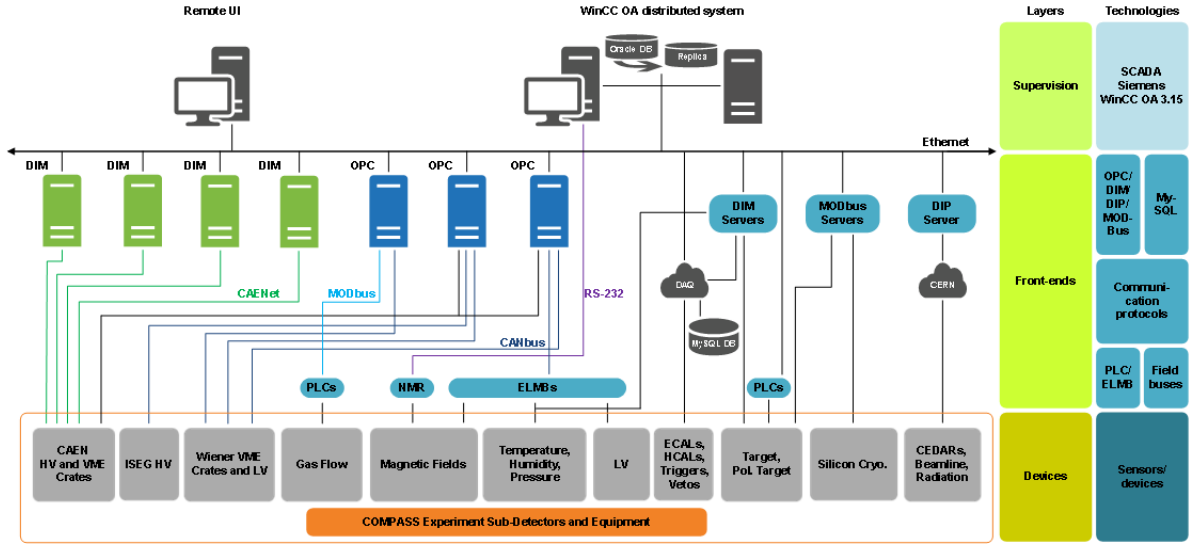 Remote UI
WinCC OA distributed system
Layers
Technologies
Oracle DB
Replica
Supervision
SCADA
Siemens
WinCC OA 3.15
Ethernet
DIM
DIM
DIM
DIM
OPC
OPC
OPC
DIM
Servers
MODbus
Servers
DIP
Server
OPC/
DIM/
DIP/
MOD-
Bus
My-
SQL
DAQ
CERN
MySQL DB
CAENet
MODbus
RS-232
CANbus
Front-ends
Communi-
cation
protocols
PLCs
NMR
ELMBs
PLCs
PLC/
ELMB
Field
buses
CAEN
HV and VME
Crates
ISEG HV
Wiener VME
Crates and LV
Gas Flow
Magnetic Fields
Temperature,
Humidity,
Pressure
LV
ECALs,
HCALs,
Triggers,
Vetos
Target,
Pol. Target
Silicon Cryo.
CEDARs,
Beamline,
Radiation
Devices
Sensors/
devices
COMPASS Experiment Sub-Detectors and Equipment